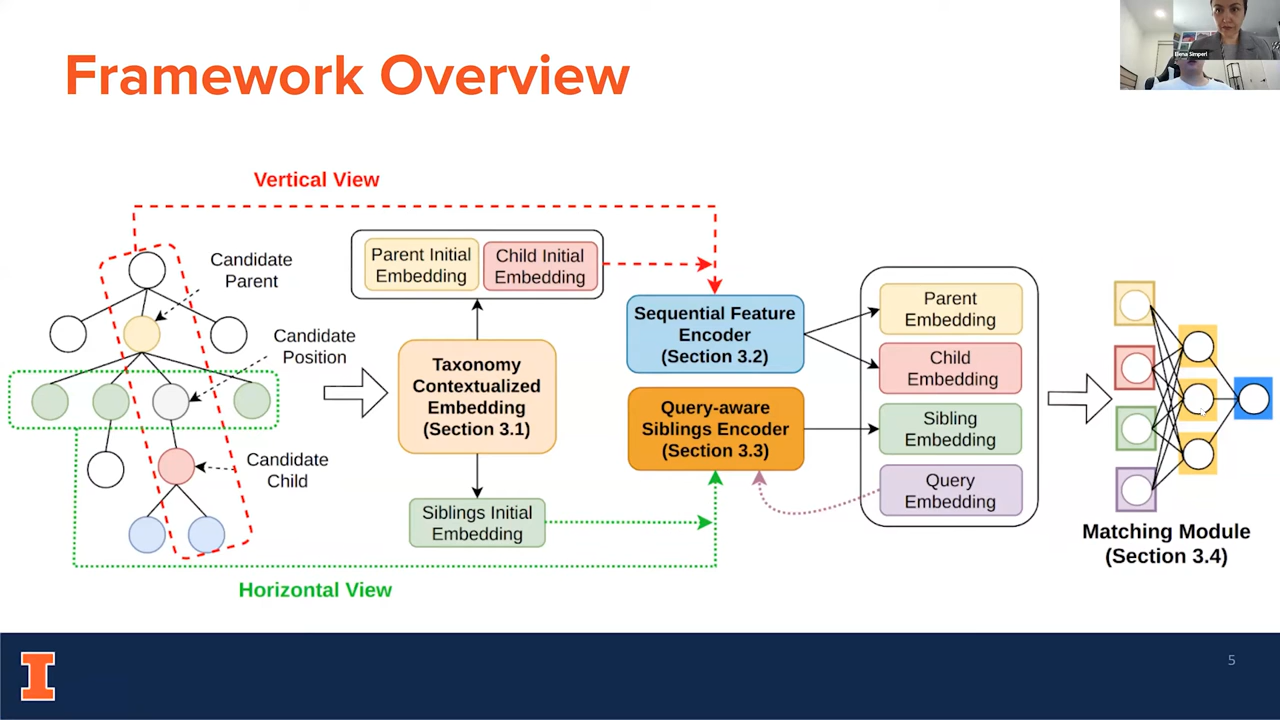 Framework Overview
Elena Simperl
Vertical View
Candidate
Parent
Candidate
Position
Candidate
Child
Parent Initial
Embedding
Child Initial
Embedding
Taxonomy
Contextualized
Embedding
(Section 3.1)
Siblings Initial
Embedding
Horizontal View
Sequential Feature
Encoder
(Section 3.2)
Query-aware
Siblings Encoder
(Section 3.3)
Parent
Embedding
Child
Embedding
Sibling
Embedding
Query
Embedding
Matching Module
(Section 3.4)
5